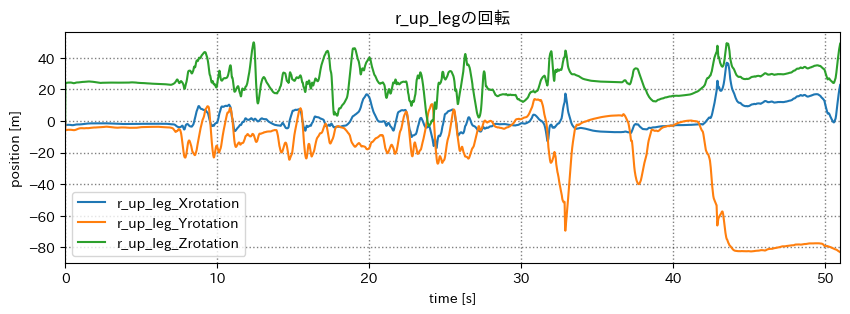 r_up_legの回転
position [m]
40
20
0
−20
−40
−60
−80
r_up_leg_Xrotation
r_up_leg_Yrotation
r_up_leg_Zrotation
0 10 20 30 40 50
time [s]